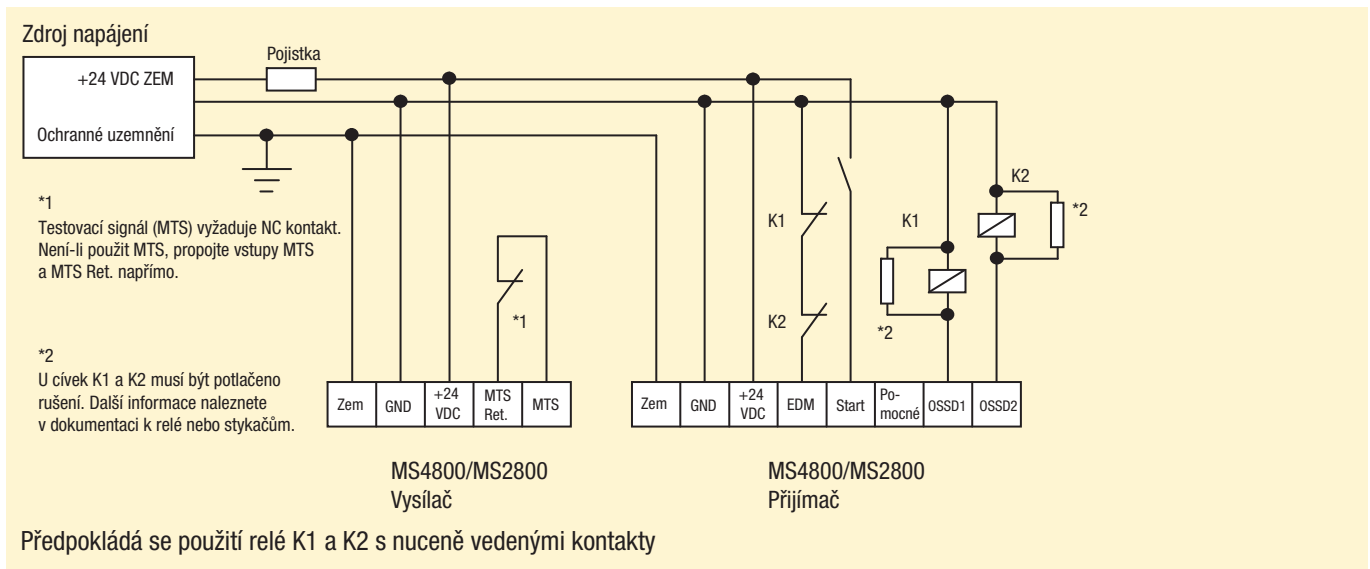 Zdroj napájení
Pojistka
+24 VDC ZEM
Ochranné uzemnění
*1
Testovací signál (MTS) vyžaduje NC kontakt.
Není-li použit MTS, propojte vstupy MTS
a MTS Ret. napřímo.
*2
U cívek K1 a K2 musí být potlačeno
rušení. Další informace naleznete
v dokumentaci k relé nebo stykačům.
*1
K1
K2
K1
*2
K2
*2
Zem
GND
+24
VDC
MTS
Ret.
MTS
Zem
GND
+24
VDC
EDM
Start
Po-
mocné
OSSD1
OSSD2
MS4800/MS2800
Vysílač
MS4800/MS2800
Přijímač
Předpokládá se použití relé K1 a K2 s nuceně vedenými kontakty